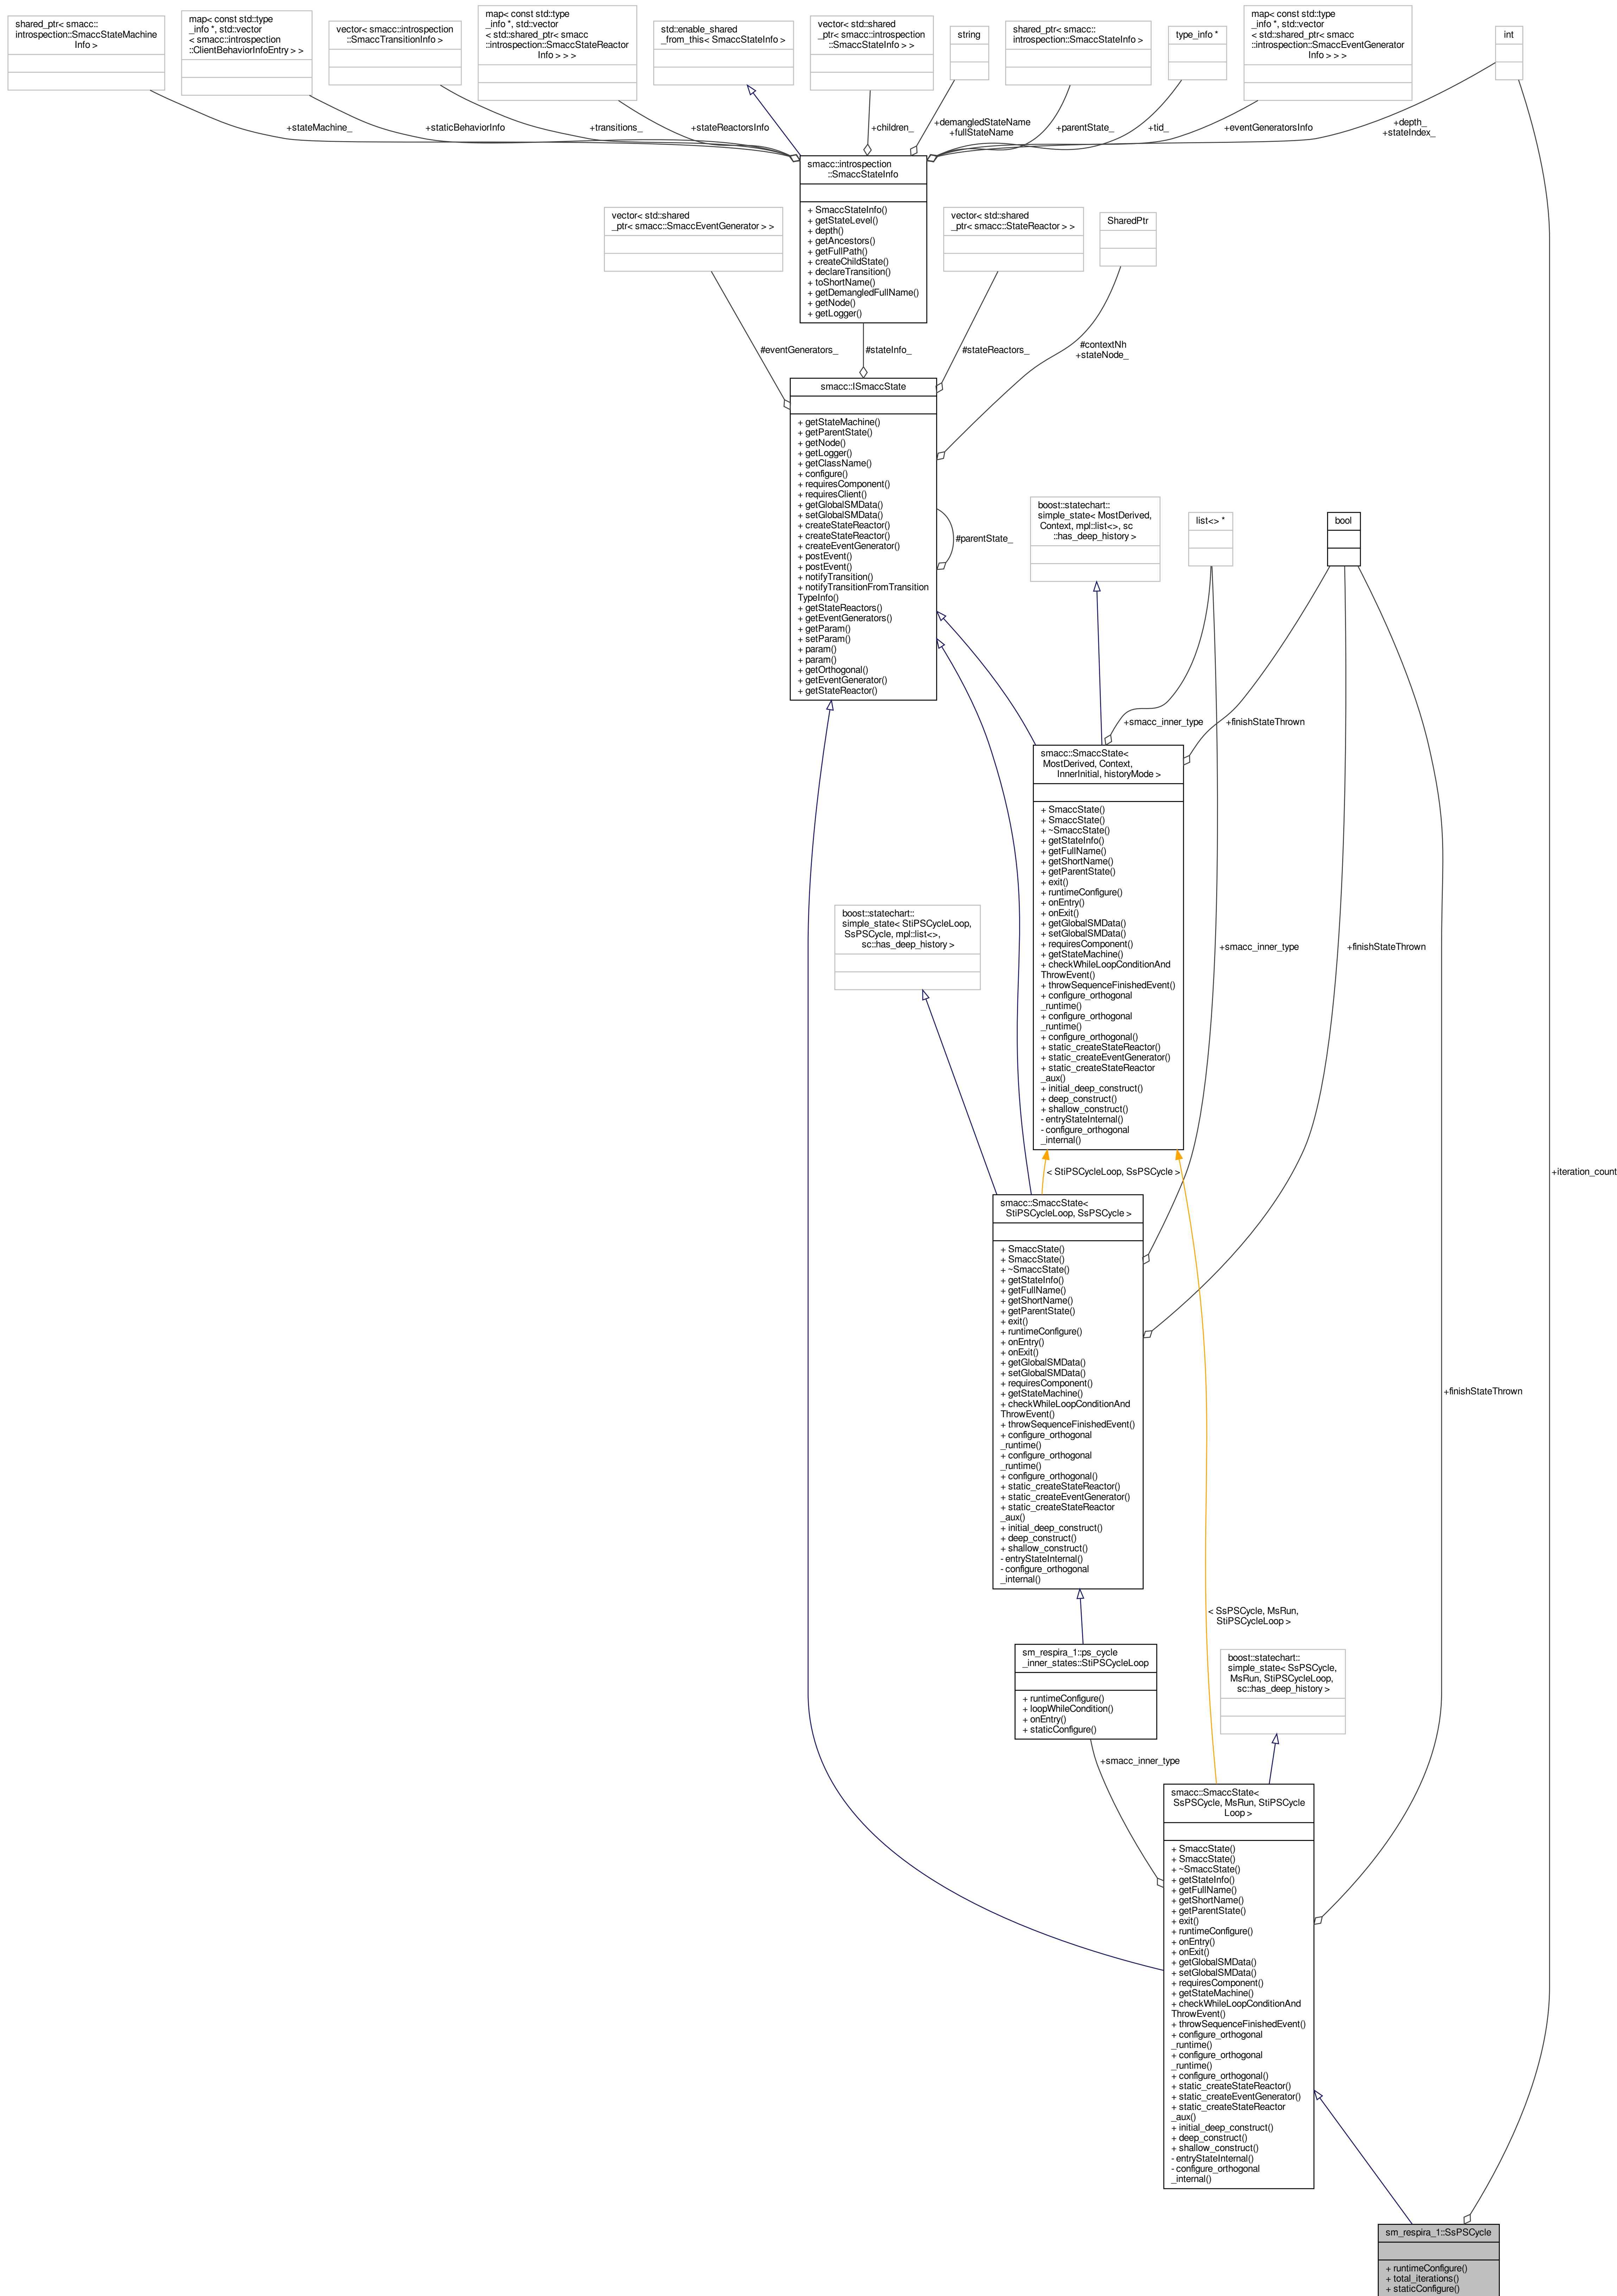 shared_ptr< smacc::
introspection::SmaccStateMachine
Info >
map< const std::type
_info *, std::vector
< smacc::introspection
::ClientBehaviorInfoEntry > >
vector< smacc::introspection
::SmaccTransitionInfo >
map< const std::type
_info *, std::vector
< std::shared_ptr< smacc
::introspection::SmaccStateReactor
Info > > >
std::enable_shared
_from_this< SmaccStateInfo >
vector< std::shared
_ptr< smacc::introspection
::SmaccStateInfo > >
string
shared_ptr< smacc::
introspection::SmaccStateInfo >
type_info *
map< const std::type
_info *, std::vector
< std::shared_ptr< smacc
::introspection::SmaccEventGenerator
Info > > >
int
+stateMachine_
+staticBehaviorInfo
+transitions_
+stateReactorsInfo
+children_
+demangledStateName
+fullStateName
+parentState_
+tid_
+eventGeneratorsInfo
+depth_
+stateIndex_
smacc::introspection
::SmaccStateInfo
+ SmaccStateInfo()
+ getStateLevel()
+ depth()
+ getAncestors()
+ getFullPath()
+ createChildState()
+ declareTransition()
+ toShortName()
+ getDemangledFullName()
+ getNode()
+ getLogger()
vector< std::shared
_ptr< smacc::SmaccEventGenerator > >
vector< std::shared
_ptr< smacc::StateReactor > >
SharedPtr
#eventGenerators_
#stateInfo_
#stateReactors_
#contextNh
+stateNode_
smacc::ISmaccState
+ getStateMachine()
+ getParentState()
+ getNode()
+ getLogger()
+ getClassName()
+ configure()
+ requiresComponent()
+ requiresClient()
+ getGlobalSMData()
+ setGlobalSMData()
+ createStateReactor()
+ createStateReactor()
+ createEventGenerator()
+ postEvent()
+ postEvent()
+ notifyTransition()
+ notifyTransitionFromTransition
TypeInfo()
+ getStateReactors()
+ getEventGenerators()
+ getParam()
+ setParam()
+ param()
+ param()
+ getOrthogonal()
+ getEventGenerator()
+ getStateReactor()
#parentState_
boost::statechart::
simple_state< MostDerived,
Context, mpl::list<>, sc
::has_deep_history >
list<> *
bool
+smacc_inner_type
+finishStateThrown
smacc::SmaccState<
MostDerived, Context,
InnerInitial, historyMode >
+ SmaccState()
+ SmaccState()
+ ~SmaccState()
+ getStateInfo()
+ getFullName()
+ getShortName()
+ getParentState()
+ exit()
+ runtimeConfigure()
+ onEntry()
+ onExit()
+ getGlobalSMData()
+ setGlobalSMData()
+ requiresComponent()
+ getStateMachine()
+ checkWhileLoopConditionAnd
ThrowEvent()
+ throwSequenceFinishedEvent()
+ configure_orthogonal
_runtime()
+ configure_orthogonal
_runtime()
+ configure_orthogonal()
+ static_createStateReactor()
+ static_createEventGenerator()
+ static_createStateReactor
_aux()
+ initial_deep_construct()
+ deep_construct()
+ shallow_construct()
- entryStateInternal()
- configure_orthogonal
_internal()
boost::statechart::
simple_state< StiPSCycleLoop,
SsPSCycle, mpl::list<>,
sc::has_deep_history >
+smacc_inner_type
+finishStateThrown
< StiPSCycleLoop, SsPSCycle >
+iteration_count
smacc::SmaccState<
StiPSCycleLoop, SsPSCycle >
+ SmaccState()
+ SmaccState()
+ ~SmaccState()
+ getStateInfo()
+ getFullName()
+ getShortName()
+ getParentState()
+ exit()
+ runtimeConfigure()
+ onEntry()
+ onExit()
+ getGlobalSMData()
+ setGlobalSMData()
+ requiresComponent()
+ getStateMachine()
+ checkWhileLoopConditionAnd
ThrowEvent()
+ throwSequenceFinishedEvent()
+ configure_orthogonal
_runtime()
+ configure_orthogonal
_runtime()
+ configure_orthogonal()
+ static_createStateReactor()
+ static_createEventGenerator()
+ static_createStateReactor
_aux()
+ initial_deep_construct()
+ deep_construct()
+ shallow_construct()
- entryStateInternal()
- configure_orthogonal
_internal()
+finishStateThrown
< SsPSCycle, MsRun,
StiPSCycleLoop >
sm_respira_1::ps_cycle
_inner_states::StiPSCycleLoop
+ runtimeConfigure()
+ loopWhileCondition()
+ onEntry()
+ staticConfigure()
boost::statechart::
simple_state< SsPSCycle,
MsRun, StiPSCycleLoop,
sc::has_deep_history >
+smacc_inner_type
smacc::SmaccState<
SsPSCycle, MsRun, StiPSCycle
Loop >
+ SmaccState()
+ SmaccState()
+ ~SmaccState()
+ getStateInfo()
+ getFullName()
+ getShortName()
+ getParentState()
+ exit()
+ runtimeConfigure()
+ onEntry()
+ onExit()
+ getGlobalSMData()
+ setGlobalSMData()
+ requiresComponent()
+ getStateMachine()
+ checkWhileLoopConditionAnd
ThrowEvent()
+ throwSequenceFinishedEvent()
+ configure_orthogonal
_runtime()
+ configure_orthogonal
_runtime()
+ configure_orthogonal()
+ static_createStateReactor()
+ static_createEventGenerator()
+ static_createStateReactor
_aux()
+ initial_deep_construct()
+ deep_construct()
+ shallow_construct()
- entryStateInternal()
- configure_orthogonal
_internal()
sm_respira_1::SsPSCycle
+ runtimeConfigure()
+ total_iterations()
+ staticConfigure()